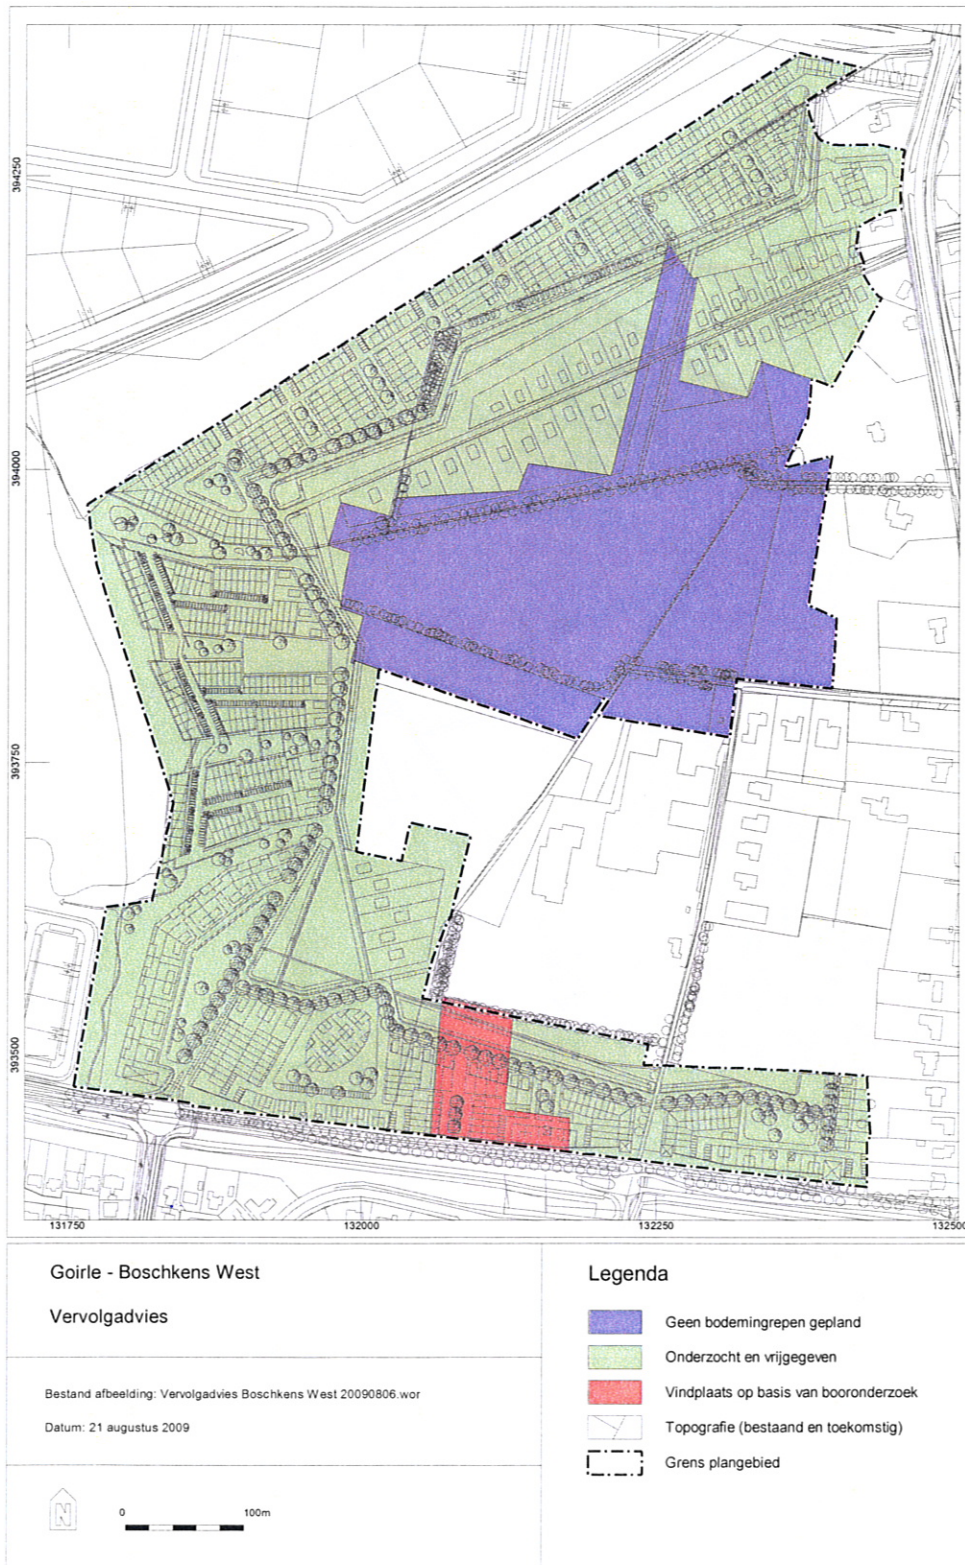 394250
394000
393750
393500
131750
132000
132250
132500
Goirle - Boschkens West
Vervolgadvies
Bestand afbeelding: Vervolgadvies Boschkens West 20090806.wor
Datum: 21 augustus 2009
N
0
100m
Legenda
Geen bodemingrepen gepland
Onderzocht en vrijgegeven
Vindplaats op basis van booronderzoek
Topografie (bestaand en toekomstig)
Grens plangebied